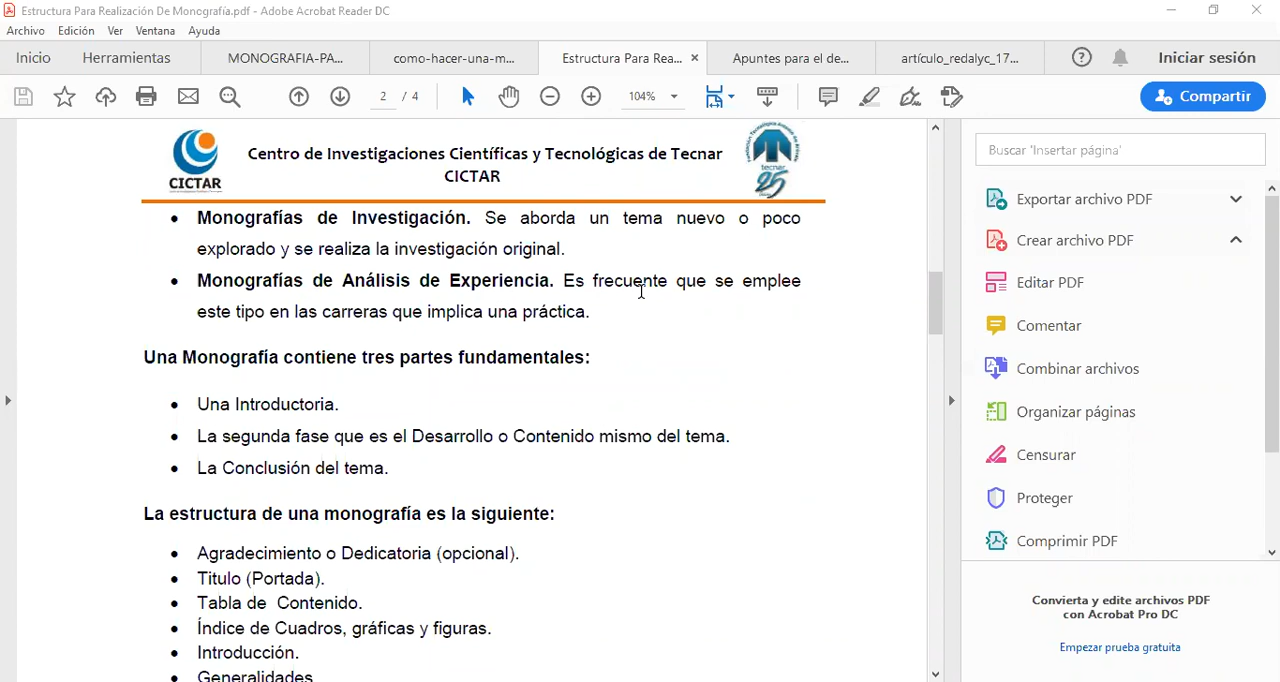 Estructura Para Realización De Monografía.pdf - Adobe Acrobat Reader DC
Archivo Edición Ver Ventana Ayuda
Inicio Herramientas MONOGRAFIA-PA... como-hacer-una-m... Estructura Para Rea... Apuntes para el de... artículo_redalyc_17... Iniciar sesión
2 / 4 104% Compartir
CICTAR
Centro de Investigaciones Científicas y Tecnológicas de Tecnar
CICTAR
tecnar
25
• Monografías de Investigación. Se aborda un tema nuevo o poco
explorado y se realiza la investigación original.
• Monografías de Análisis de Experiencia. Es frecuente que se emplee
este tipo en las carreras que implica una práctica.
Una Monografía contiene tres partes fundamentales:
• Una Introductoria.
• La segunda fase que es el Desarrollo o Contenido mismo del tema.
• La Conclusión del tema.
La estructura de una monografía es la siguiente:
• Agradecimiento o Dedicatoria (opcional).
• Titulo (Portada).
• Tabla de Contenido.
• Índice de Cuadros, gráficas y figuras.
• Introducción.
• Generalidades
Buscar 'Insertar página'
Exportar archivo PDF
Crear archivo PDF
Editar PDF
Comentar
Combinar archivos
Organizar páginas
Censurar
Proteger
Comprimir PDF
Convierta y edite archivos PDF
con Acrobat Pro DC
Empezar prueba gratuita